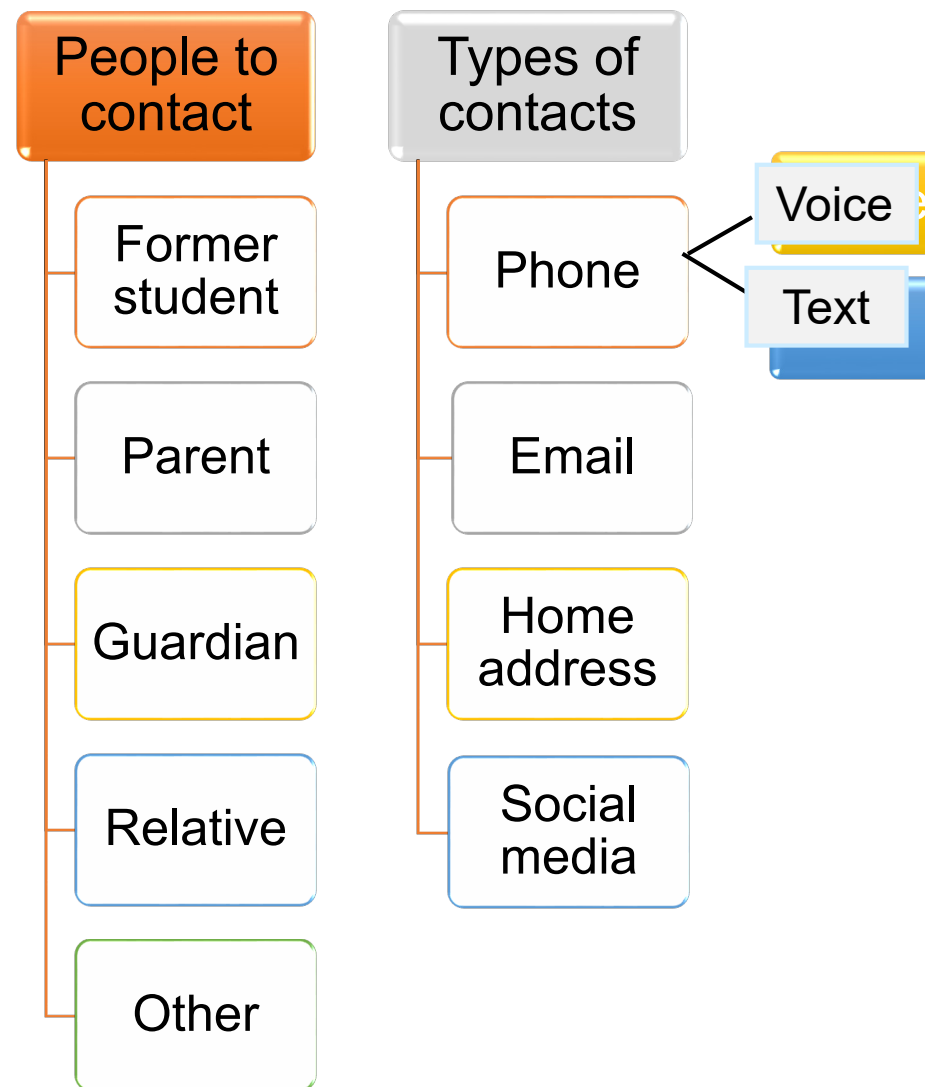 People to
contact
Former
student
Parent
Guardian
Relative
Other
Types of
contacts
Phone
Voice
Text
Email
Home
address
Social
media